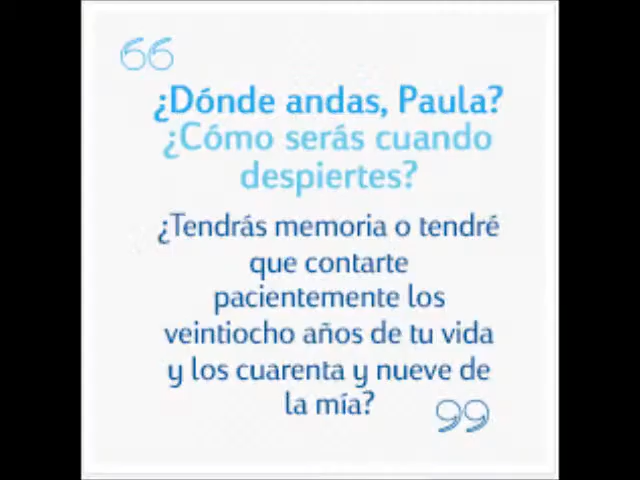 ¿Dónde andas, Paula?
¿Cómo serás cuando
despiertes?
¿Tendrás memoria o tendré
que contarte
pacientemente los
veintiocho años de tu vida
y los cuarenta y nueve de
la mía?